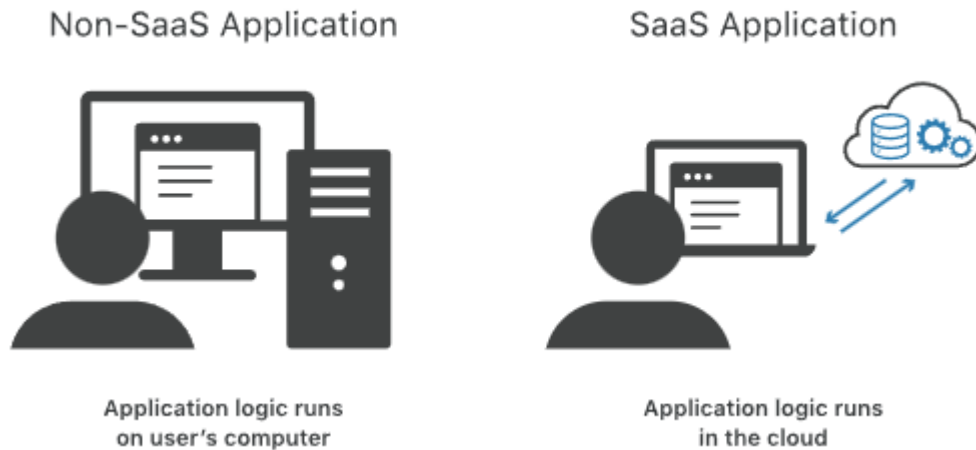 Non-SaaS Application
SaaS Application
Application logic runs
on user's computer
Application logic runs
in the cloud